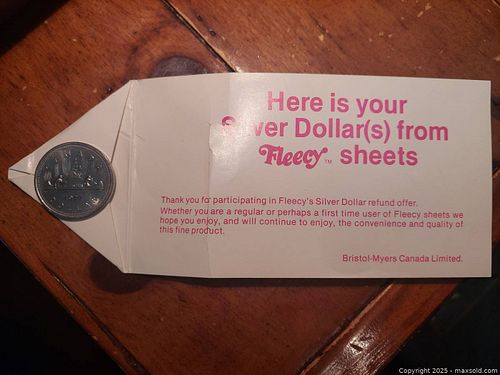 Here is your
Silver Dollar(s) from
Fleecy™ sheets
Thank you for participating in Fleecy's Silver Dollar refund offer.
Whether you are a regular or perhaps a first time user of Fleecy sheets we
hope you enjoy, and will continue to enjoy, the convenience and quality of
this fine product.
Bristol-Myers Canada Limited.
Copyright 2025 - maxsold.com